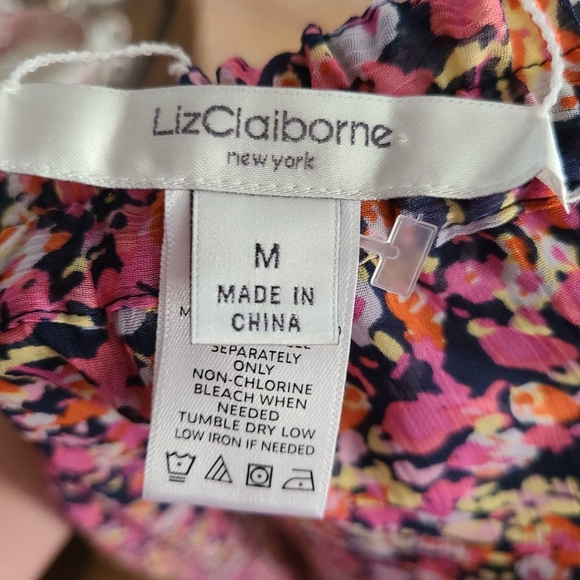 LizClaiborne
new york
M
MADE IN
CHINA
SEPARATELY
ONLY
NON-CHLORINE
BLEACH WHEN
NEEDED
TUMBLE DRY LOW
LOW IRON IF NEEDED